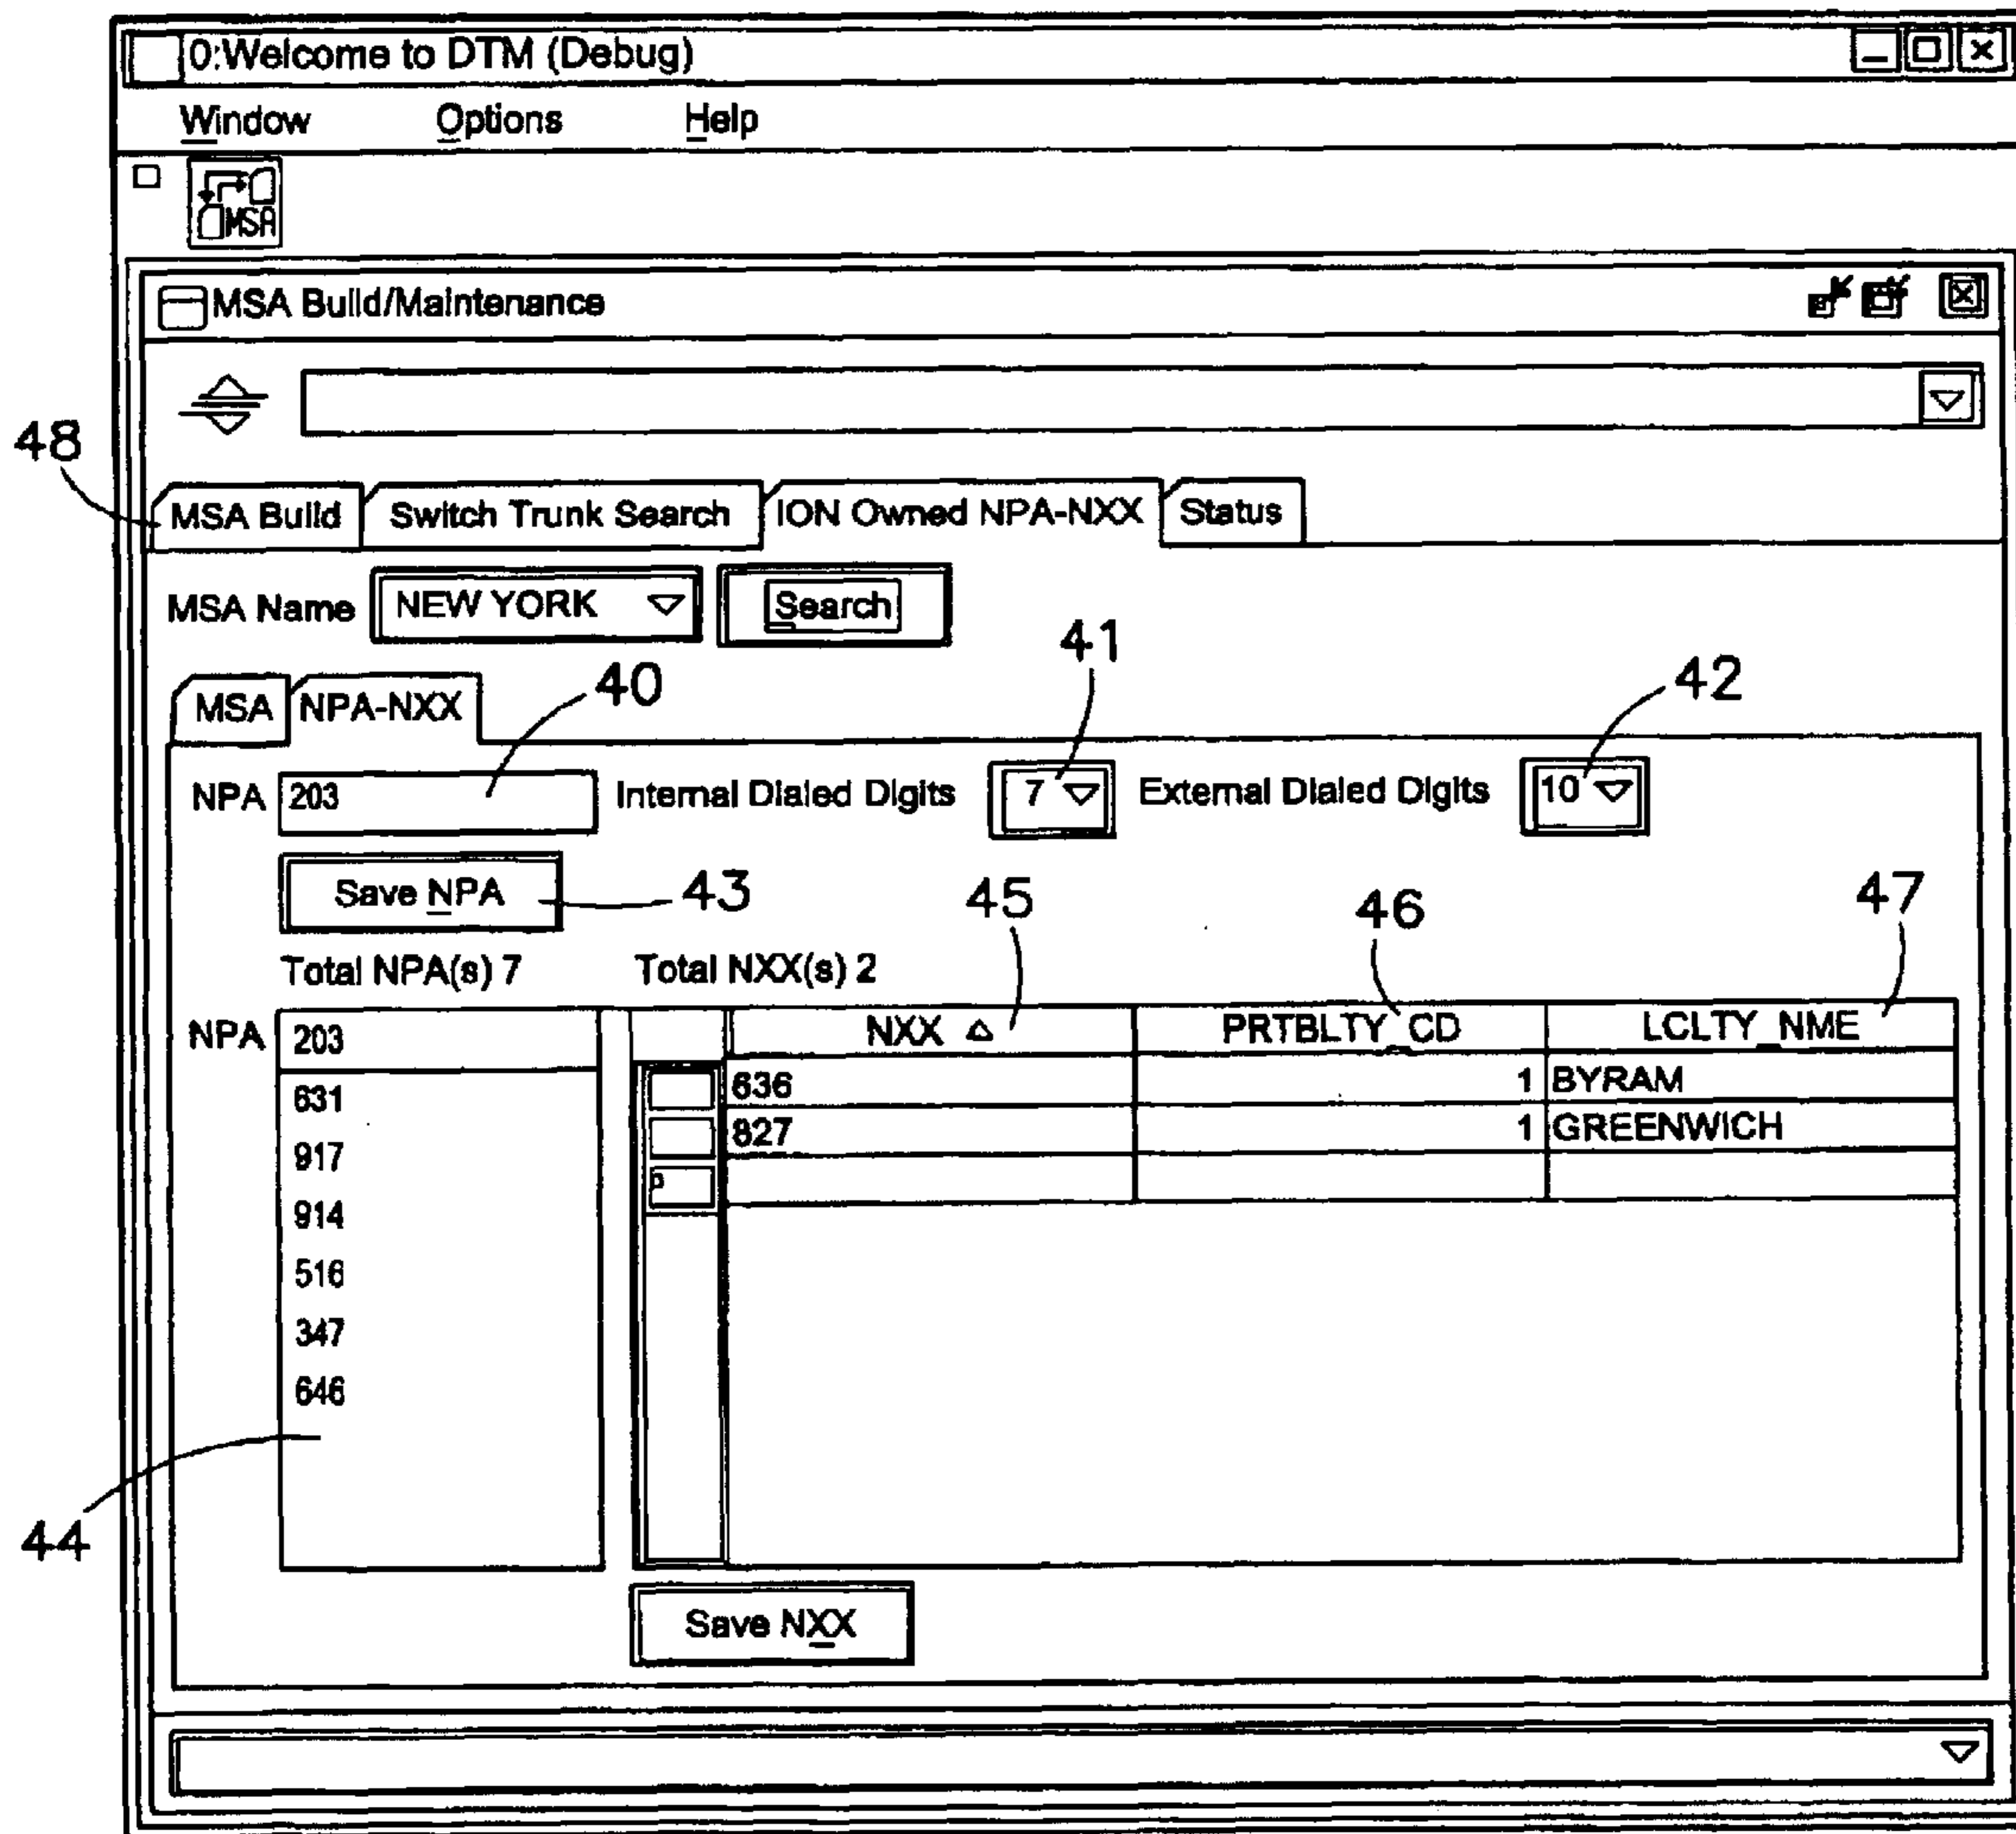 0:Welcome to DTM (Debug)
Window Options Help
MSA
MSA Build/Maintenance
48
MSA Build Switch Trunk Search ION Owned NPA-NXX Status
MSA Name NEW YORK Search
41
40
42
MSA NPA-NXX
NPA 203 Internal Dialed Digits 7 External Dialed Digits 10
Save NPA 43 45 46 47
Total NPA(s) 7 Total NXX(s) 2
NPA 203 NXX PRTBLTY_CD LCLTY_NME
631 636 1 BYRAM
917 827 1 GREENWICH
914
516
347
646
44
Save NXX